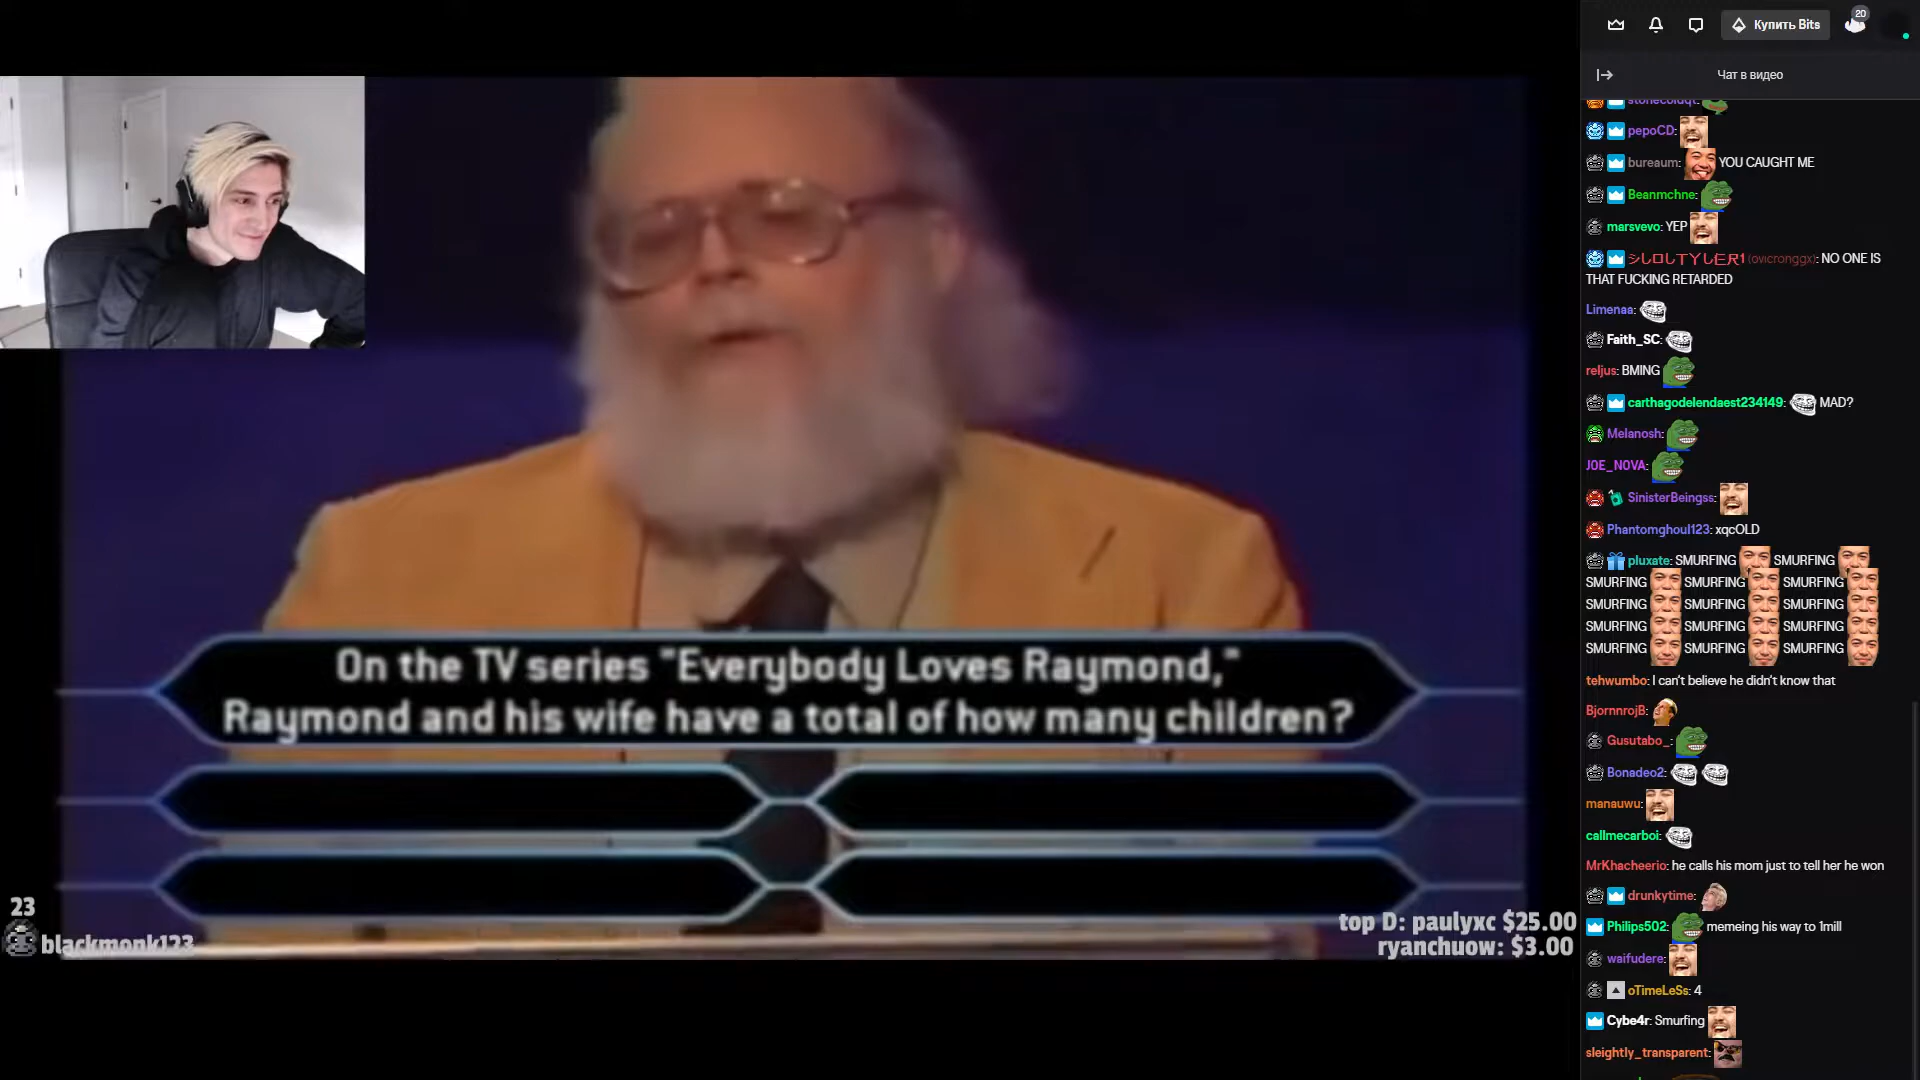 On the TV series "Everybody Loves Raymond,"
Raymond and his wife have a total of how many children?
23
blackmonk123
top D: paulyxc $25.00
ryanchuow: $3.00
20
Купить Bits
Чат в видео
stonecoldqt:
pepoCD:
bureaum: YOU CAUGHT ME
Beanmchne:
marsvevo: YEP
(ovicronggx): NO ONE IS
THAT FUCKING RETARDED
Limenaa:
Faith_SC:
reljus: BMING
carthagodelendaest234149: MAD?
Melanosh:
JOE_NOVA:
SinisterBeingss:
Phantomghoul123: xqcOLD
pluxate: SMURFING SMURFING
SMURFING SMURFING SMURFING
SMURFING SMURFING SMURFING
SMURFING SMURFING SMURFING
SMURFING SMURFING SMURFING
tehwumbo: I can't believe he didn't know that
BjornnrojB:
Gusutabo_:
Bonadeo2:
manauwu:
callmecarboi:
MrKhacheerio: he calls his mom just to tell her he won
drunkytime:
Philips502: memeing his way to 1mill
waifudere:
oTimeLeSs: 4
Cybe4r: Smurfing
sleightly_transparent: